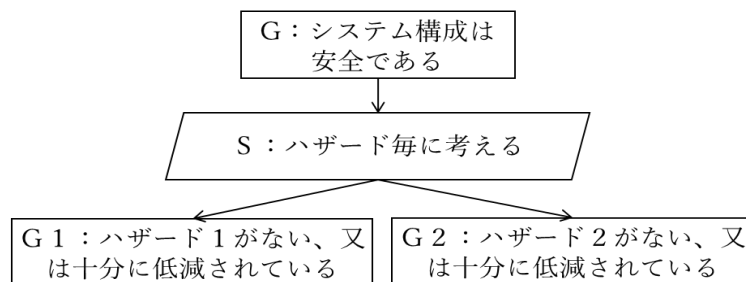 G：システム構成は
安全である
S：ハザード毎に考える
G1：ハザード1がない、又
は十分に低減されている
G2：ハザード2がない、又
は十分に低減されている